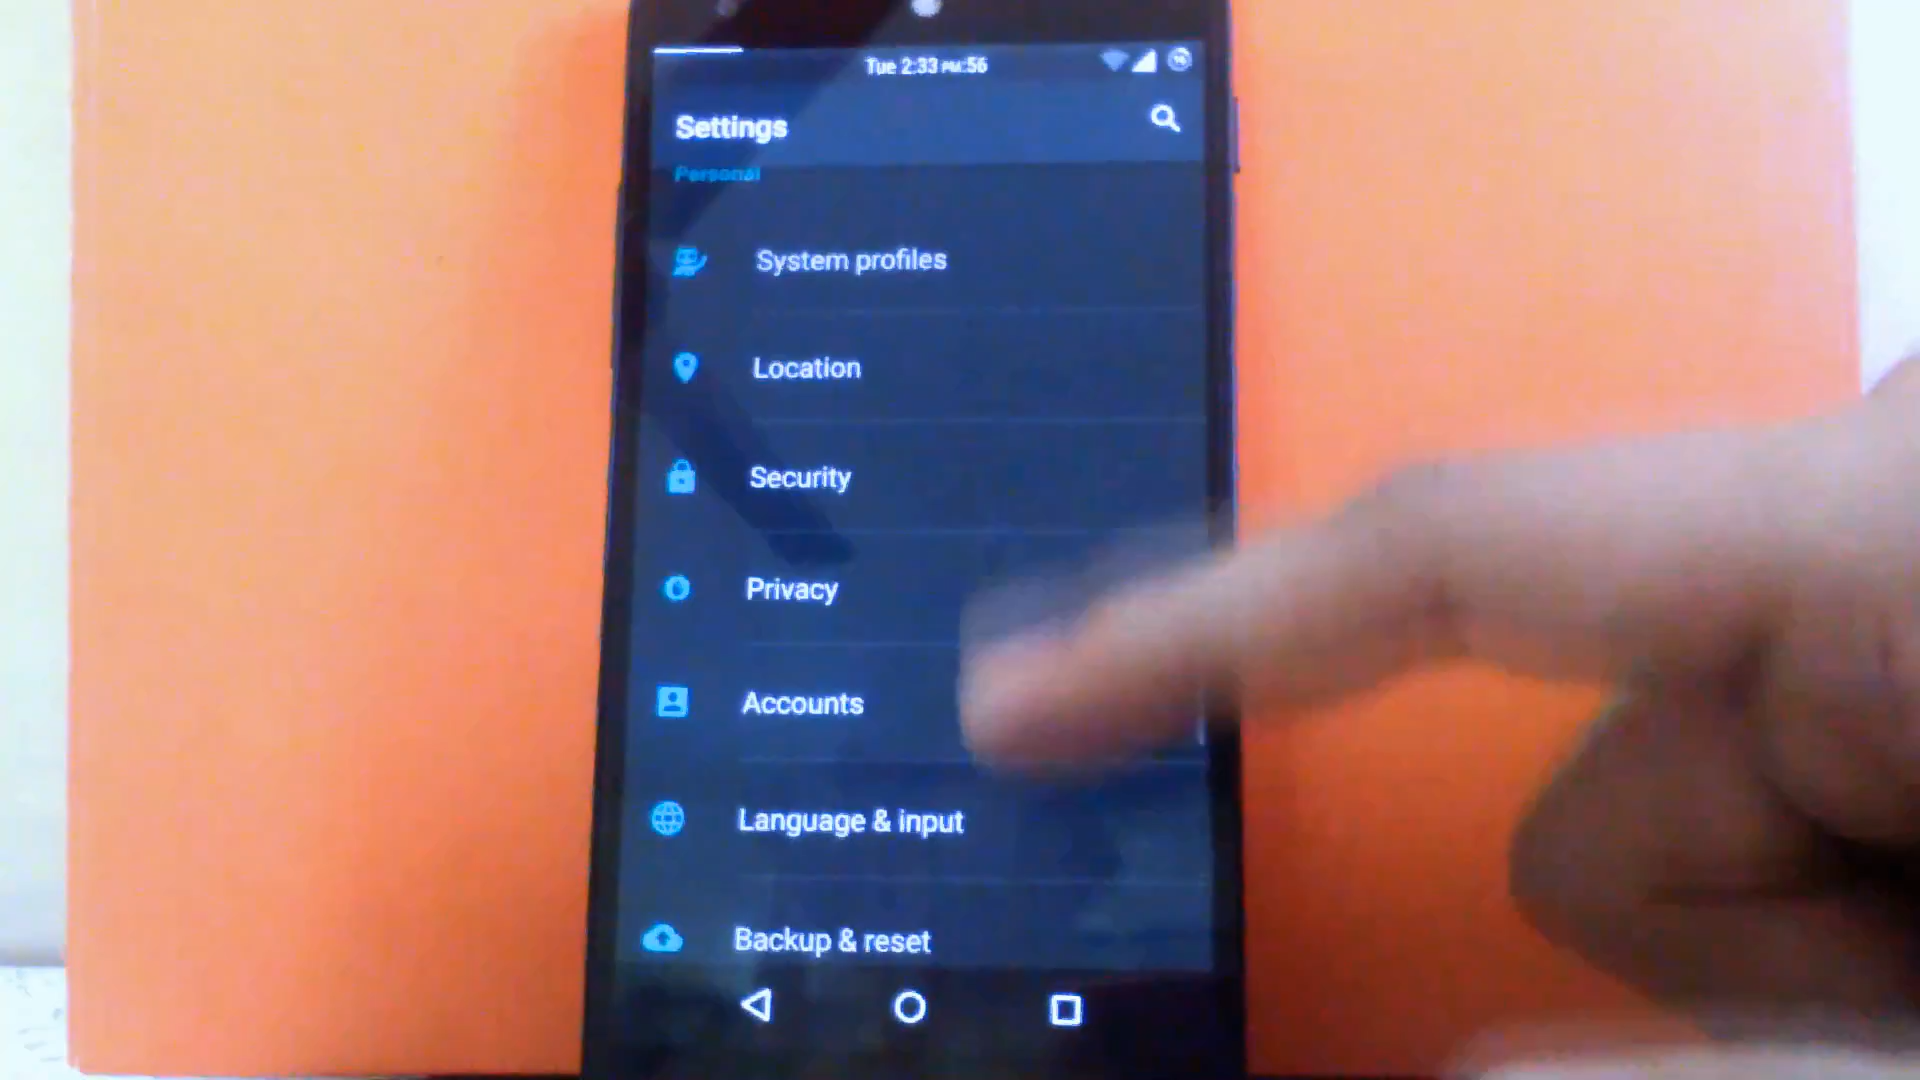 Tue 2:33 PM:56
Settings
Personal
System profiles
Location
Security
Privacy
Accounts
Language & input
Backup & reset